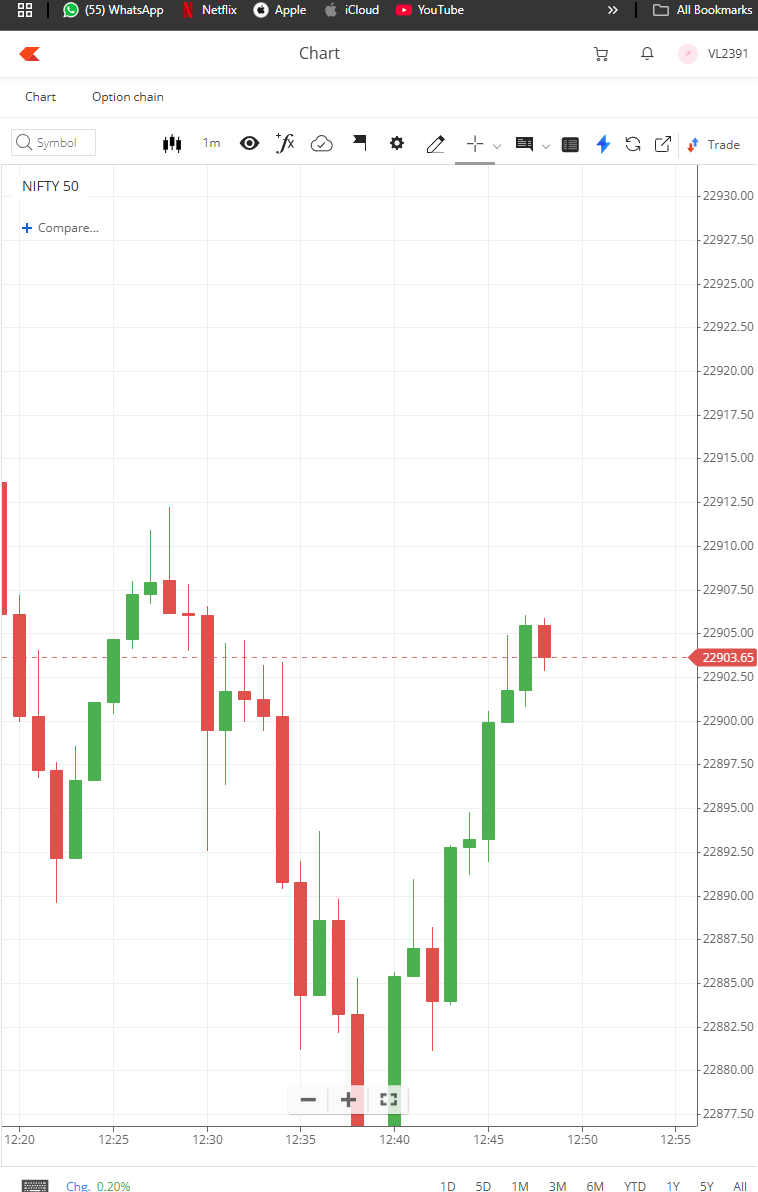 (55) WhatsApp Netflix Apple iCloud YouTube » All Bookmarks
Chart VL2391
Chart Option chain
Symbol 1m Trade
NIFTY 50
+ Compare...
22930.00
22927.50
22925.00
22922.50
22920.00
22917.50
22915.00
22912.50
22910.00
22907.50
22905.00
22903.65
22902.50
22900.00
22897.50
22895.00
22892.50
22890.00
22887.50
22885.00
22882.50
22880.00
22877.50
12:20 12:25 12:30 12:35 12:40 12:45 12:50 12:55
Chg. 0.20% 1D 5D 1M 3M 6M YTD 1Y 5Y All